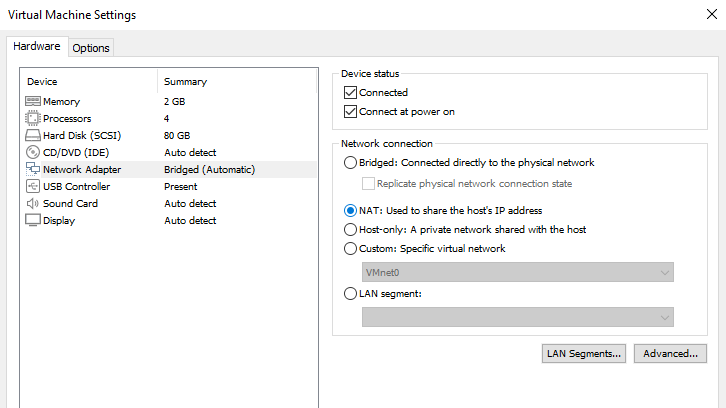 Virtual Machine Settings
Hardware Options
Device Summary
Memory 2 GB
Processors 4
Hard Disk (SCSI) 80 GB
CD/DVD (IDE) Auto detect
Network Adapter Bridged (Automatic)
USB Controller Present
Sound Card Auto detect
Display Auto detect
Device status
Connected
Connect at power on
Network connection
Bridged: Connected directly to the physical network
Replicate physical network connection state
NAT: Used to share the host's IP address
Host-only: A private network shared with the host
Custom: Specific virtual network
VMnet0
LAN segment:
LAN Segments... Advanced...